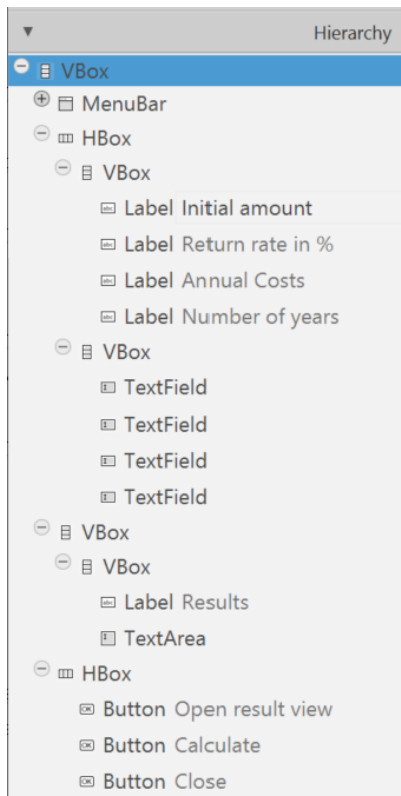 Hierarchy
VBox
MenuBar
HBox
VBox
Label Initial amount
Label Return rate in %
Label Annual Costs
Label Number of years
VBox
TextField
TextField
TextField
TextField
VBox
VBox
Label Results
TextArea
HBox
Button Open result view
Button Calculate
Button Close